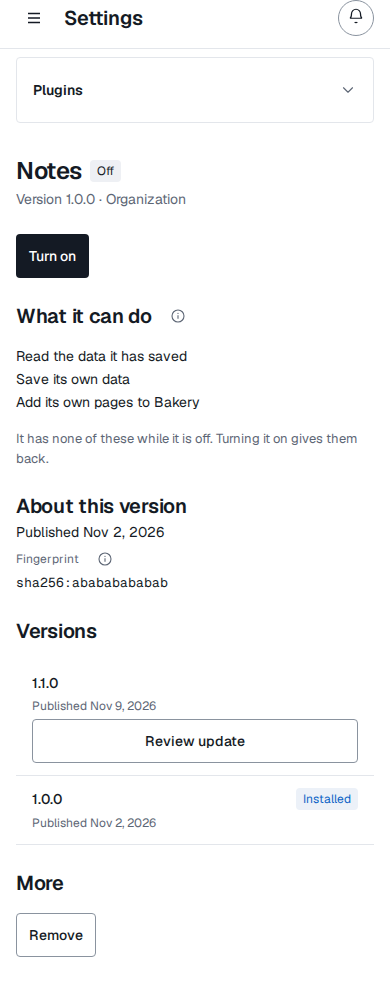 Settings
Plugins
Notes Off
Version 1.0.0 · Organization
Turn on
What it can do
Read the data it has saved
Save its own data
Add its own pages to Bakery
It has none of these while it is off. Turning it on gives them
back.
About this version
Published Nov 2, 2026
Fingerprint
sha256:abababababab
Versions
1.1.0
Published Nov 9, 2026
Review update
1.0.0 Installed
Published Nov 2, 2026
More
Remove